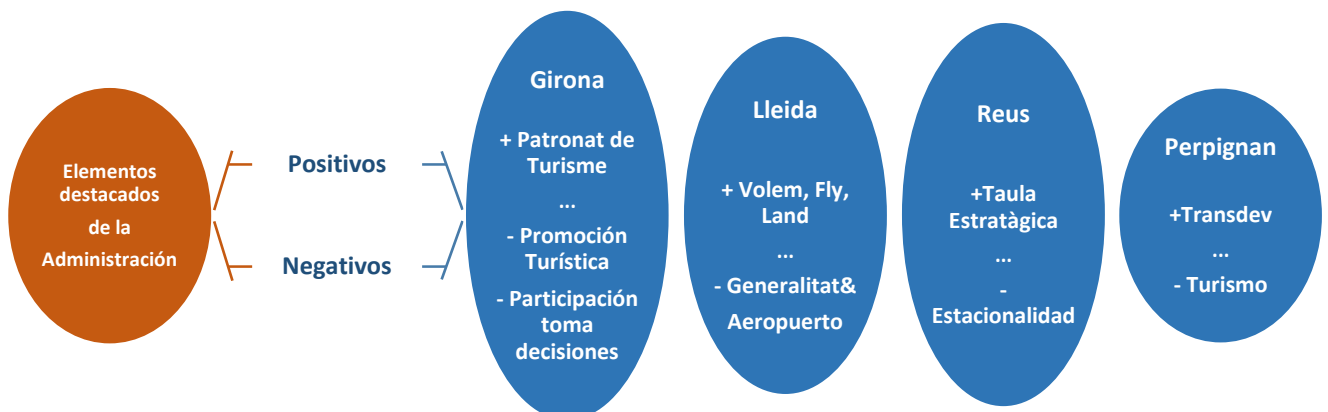 Elementos
destacados
de la
Administración
Positivos
Negativos
Girona
+ Patronat de
Turisme
...
- Promoción
Turística
- Participación
toma
decisiones
Lleida
+ Volem, Fly,
Land
...
- Generalitat&
Aeropuerto
Reus
+Taula
Estratàgica
...
-
Estacionalidad
Perpignan
+Transdev
...
- Turismo